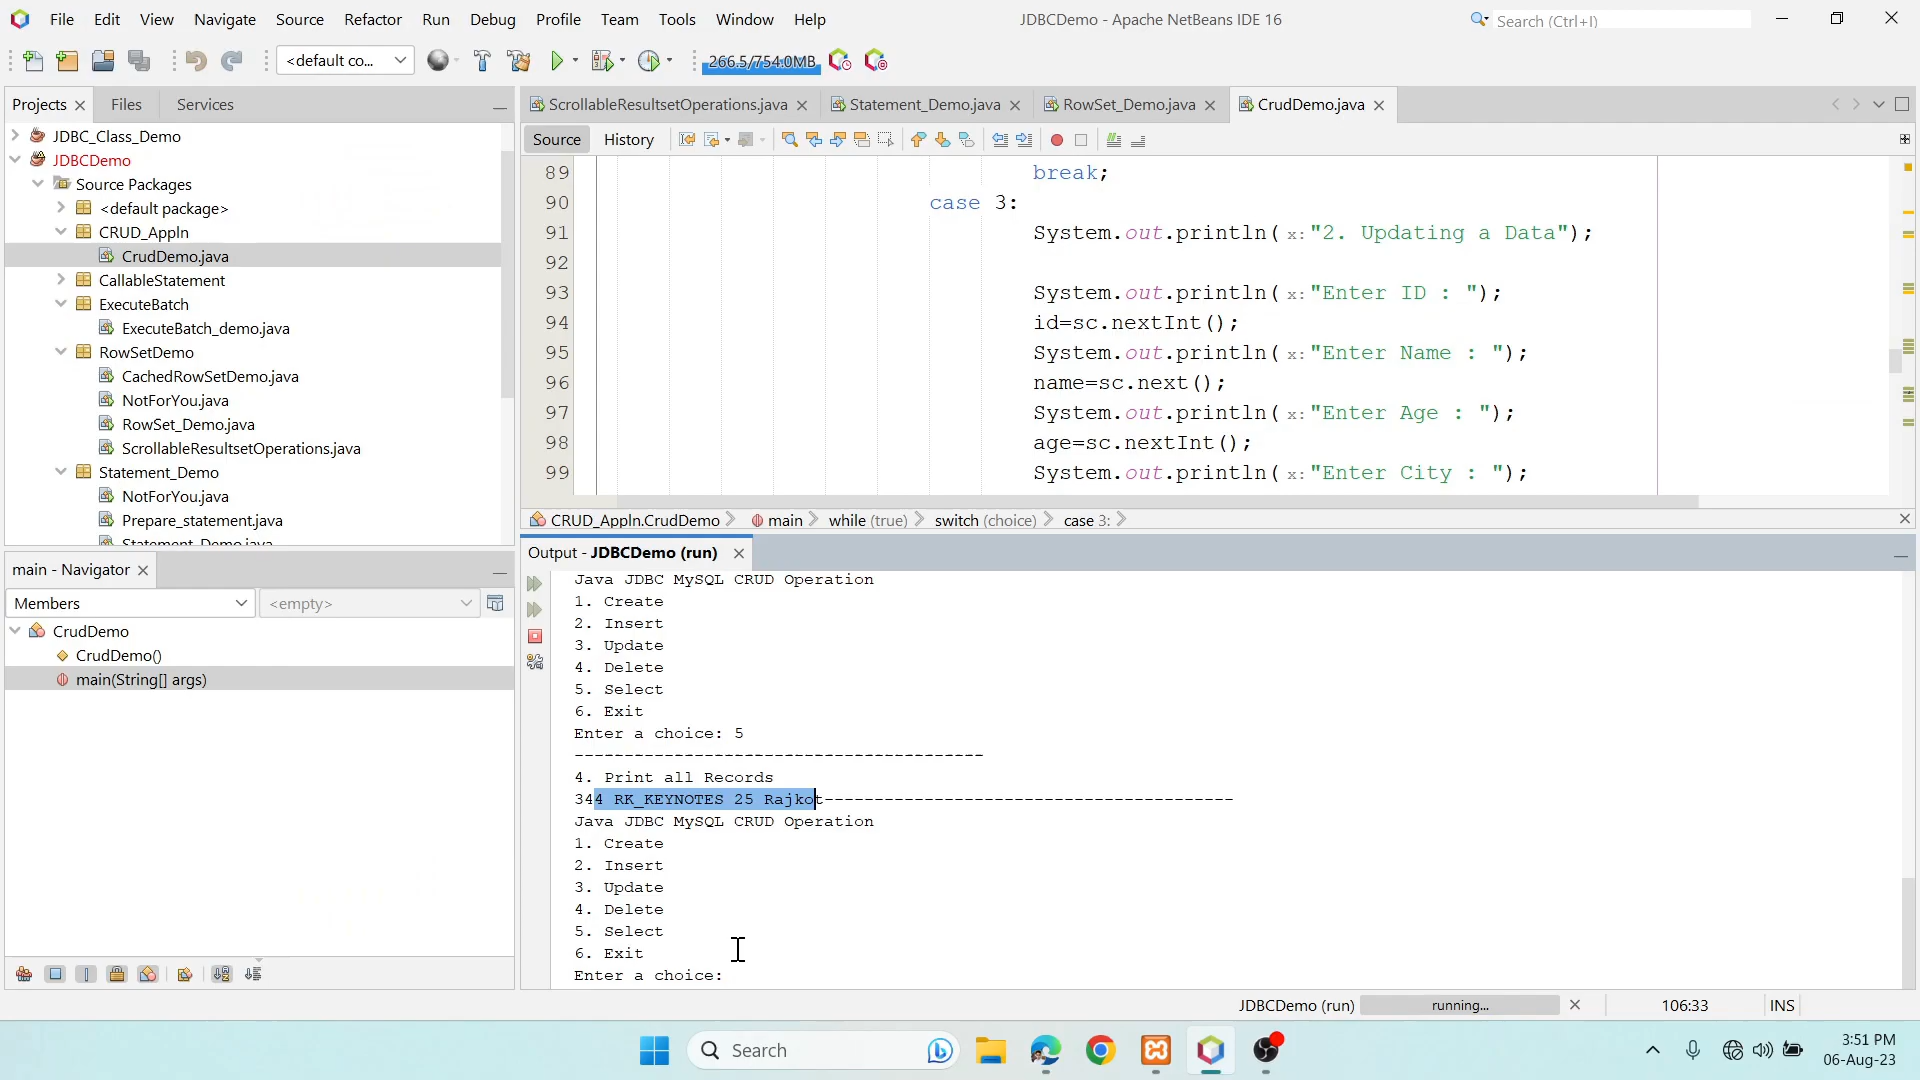 File Edit View Navigate Source Refactor Run Debug Profile Team Tools Window Help
JDBCDemo - Apache NetBeans IDE 16
Search (Ctrl+I)
<default co...
266.5/754.0MB
Projects Files Services
JDBC_Class_Demo
JDBCDemo
Source Packages
<default package>
CRUD_Appln
CrudDemo.java
CallableStatement
ExecuteBatch
ExecuteBatch_demo.java
RowSetDemo
CachedRowSetDemo.java
NotForYou.java
RowSet_Demo.java
ScrollableResultsetOperations.java
Statement_Demo
NotForYou.java
Prepare_statement.java
Statement_Demo.java
main - Navigator
Members
<empty>
CrudDemo
CrudDemo()
main(String[] args)
ScrollableResultsetOperations.java Statement_Demo.java RowSet_Demo.java CrudDemo.java
Source History
89 break;
90 case 3:
91 System.out.println( x: "2. Updating a Data");
92
93 System.out.println( x: "Enter ID : ");
94 id=sc.nextInt();
95 System.out.println( x: "Enter Name : ");
96 name=sc.next();
97 System.out.println( x: "Enter Age : ");
98 age=sc.nextInt();
99 System.out.println( x: "Enter City : ");
CRUD_Appln.CrudDemo main while (true) switch (choice) case 3:
Output - JDBCDemo (run)
Java JDBC MySQL CRUD Operation
1. Create
2. Insert
3. Update
4. Delete
5. Select
6. Exit
Enter a choice: 5
-----------------------------------------
4. Print all Records
344 RK_KEYNOTES 25 Rajkot-----------------------------------------
Java JDBC MySQL CRUD Operation
1. Create
2. Insert
3. Update
4. Delete
5. Select
6. Exit
Enter a choice:
JDBCDemo (run) running... 106:33 INS
Search
3:51 PM
06-Aug-23